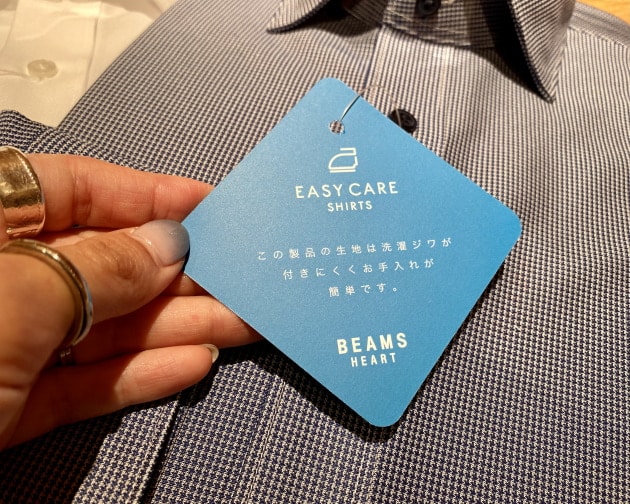 EASY CARE
SHIRTS
この製品の生地は洗濯ジワが
付きにくくお手入れが
簡単です。
BEAMS
HEART